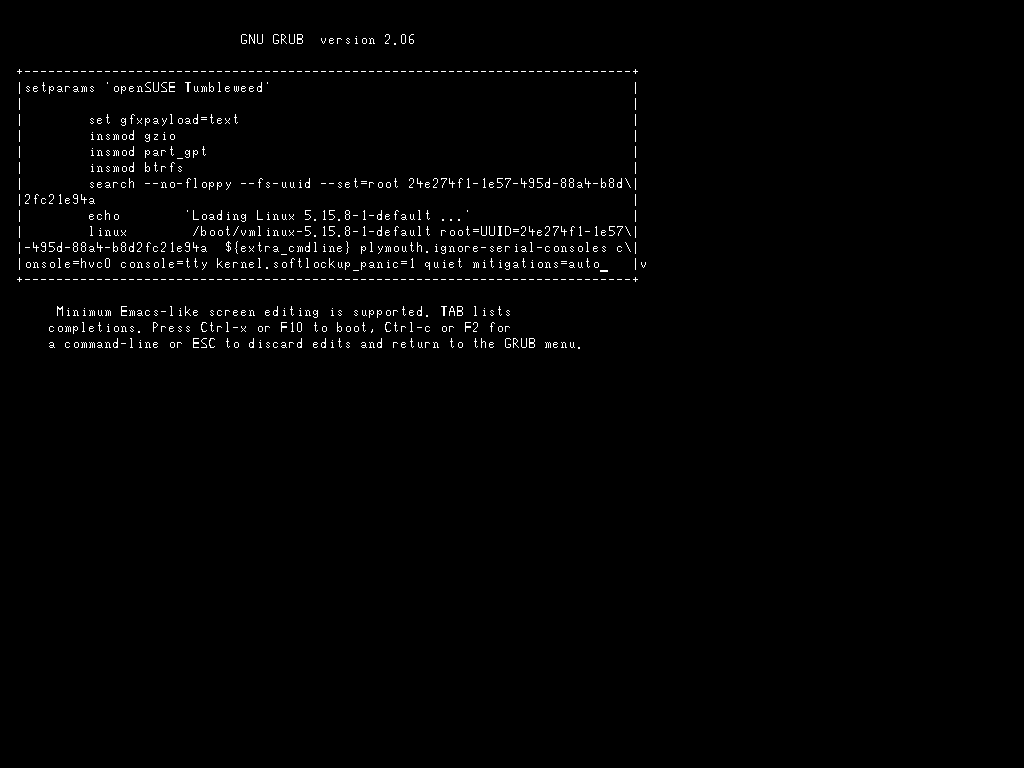 GNU GRUB  version 2.06
+----------------------------------------------------------------------------+
|setparams 'openSUSE Tumbleweed'                                             |
|                                                                            |
|        set gfxpayload=text                                                 |
|        insmod gzio                                                         |
|        insmod part_gpt                                                     |
|        insmod btrfs                                                        |
|        search --no-floppy --fs-uuid --set=root 24e274f1-1e57-495d-88a4-b8d\|
|2fc21e94a                                                                   |
|        echo        'Loading Linux 5.15.8-1-default ...'                    |
|        linux        /boot/vmlinux-5.15.8-1-default root=UUID=24e274f1-1e57\|
|-495d-88a4-b8d2fc21e94a  ${extra_cmdline} plymouth.ignore-serial-consoles c\|
|onsole=hvc0 console=tty kernel.softlockup_panic=1 quiet mitigations=auto_   |v
+----------------------------------------------------------------------------+
Minimum Emacs-like screen editing is supported. TAB lists
completions. Press Ctrl-x or F10 to boot, Ctrl-c or F2 for
a command-line or ESC to discard edits and return to the GRUB menu.